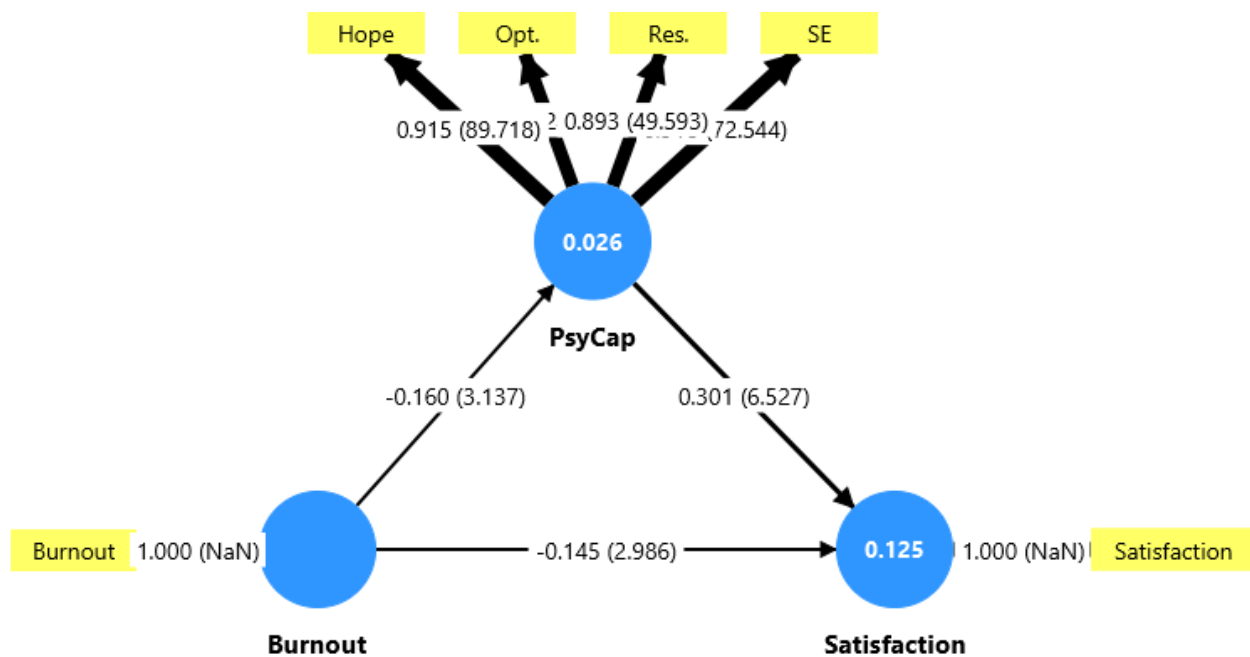 Hope
Opt.
Res.
SE
0.915 (89.718)
0.893 (49.593)
72.544)
0.026
PsyCap
-0.160 (3.137)
0.301 (6.527)
Burnout
1.000 (NaN)
-0.145 (2.986)
0.125
1.000 (NaN)
Satisfaction
Burnout
Satisfaction